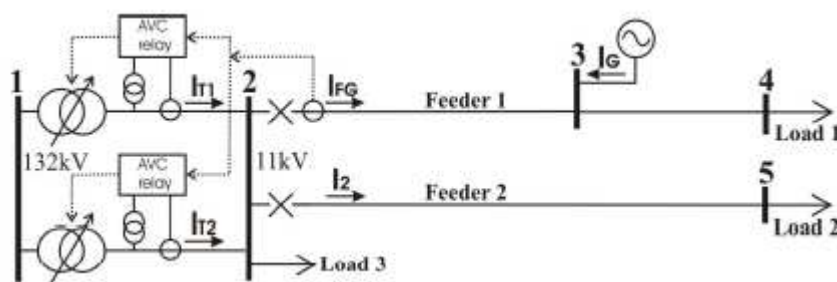 AVC
relay
1
I_T1
2
I_FG
Feeder 1
3
I_G
4
Load 1
132kV
11kV
AVC
relay
I_T2
I_2
Feeder 2
5
Load 2
Load 3